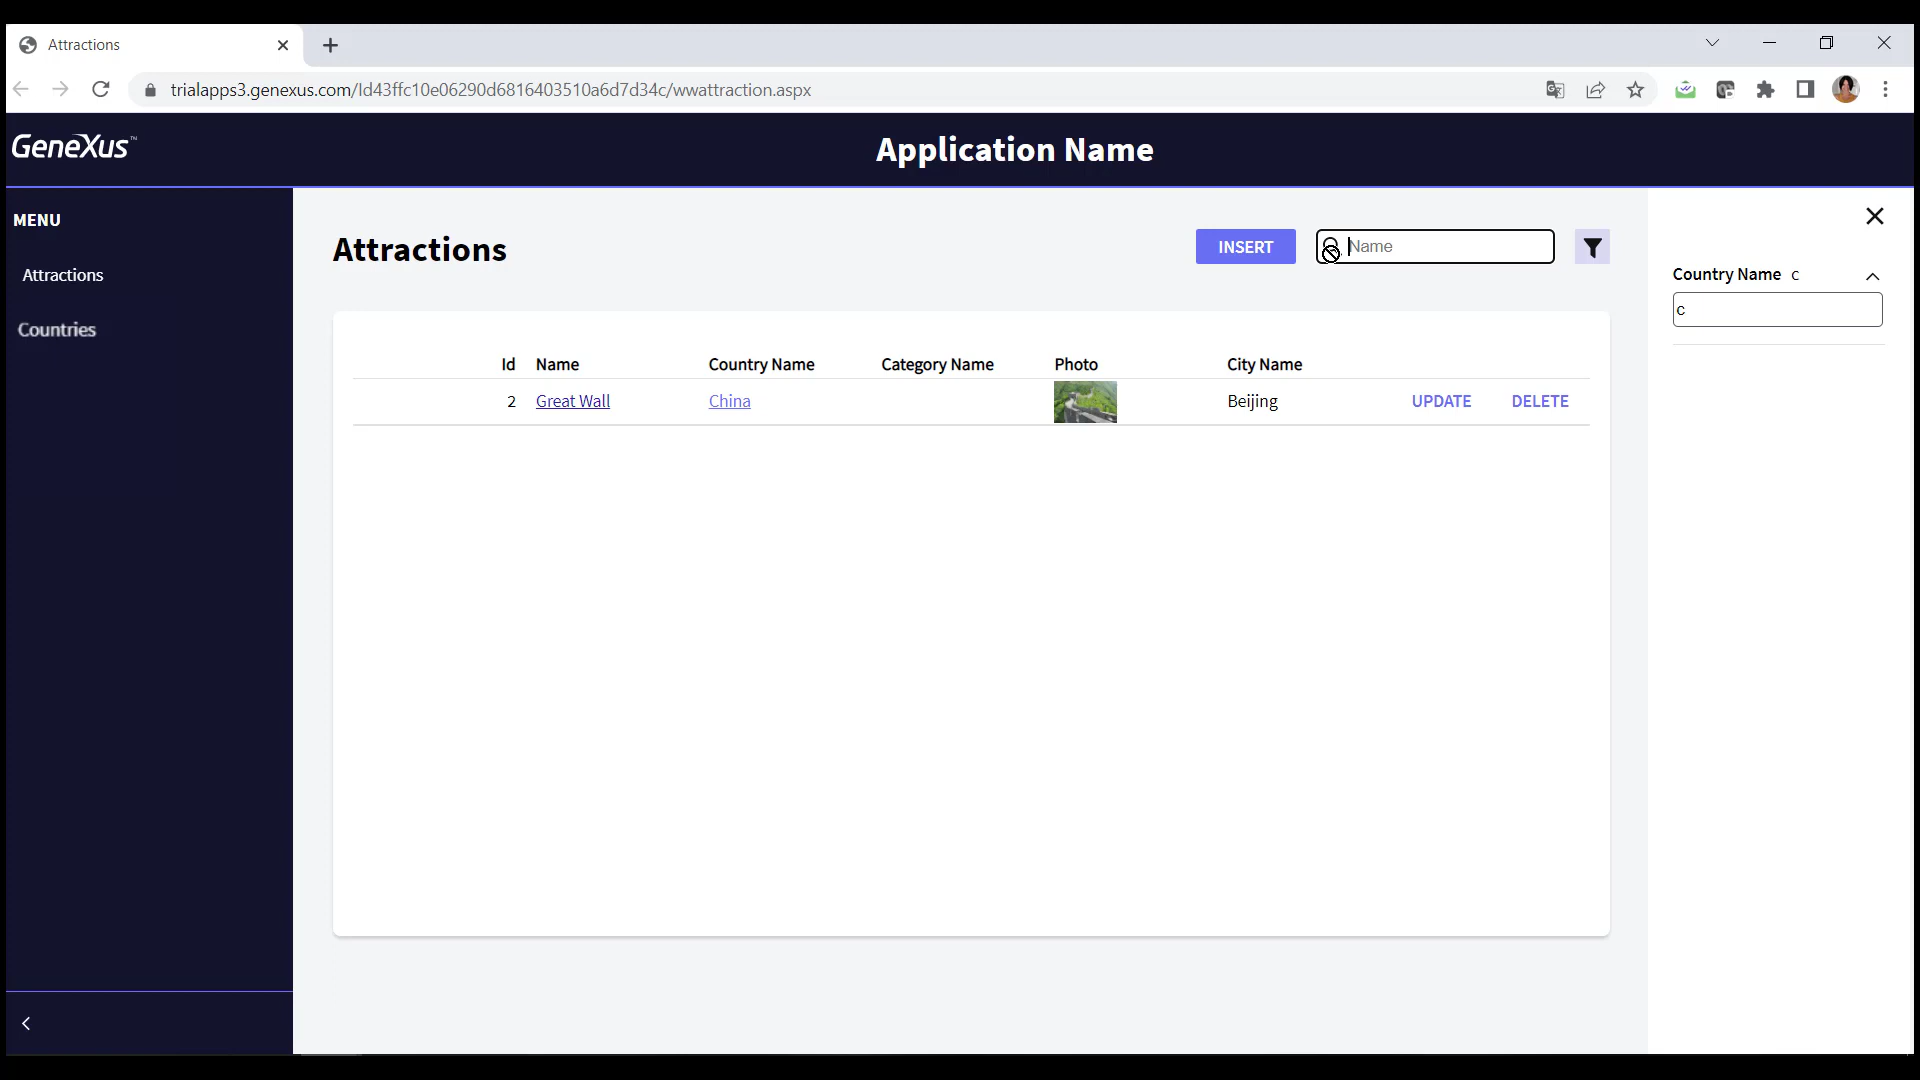 Attractions
trialapps3.genexus.com/Id43ffc10e06290d6816403510a6d7d34c/wwattraction.aspx
GeneXus™
Application Name
MENU
Attractions
Countries
Attractions
INSERT
Name
Country Name c
c
Id Name Country Name Category Name Photo City Name
2 Great Wall China Beijing UPDATE DELETE